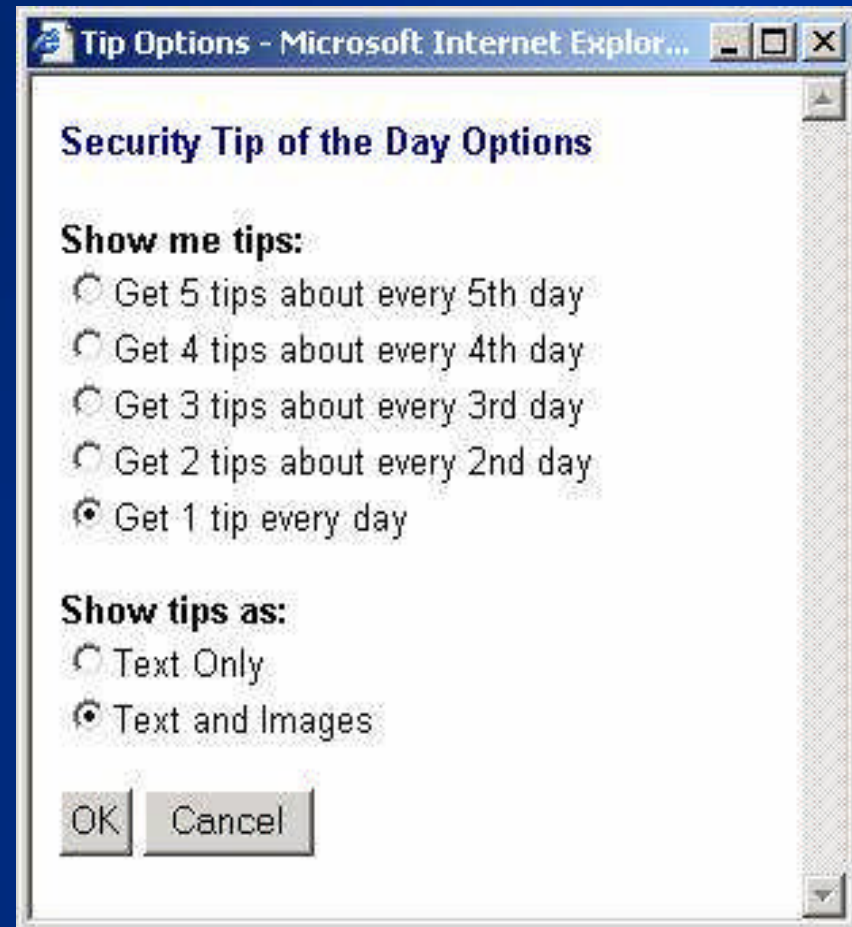 Tip Options - Microsoft Internet Explor...
Security Tip of the Day Options
Show me tips:
Get 5 tips about every 5th day
Get 4 tips about every 4th day
Get 3 tips about every 3rd day
Get 2 tips about every 2nd day
Get 1 tip every day
Show tips as:
Text Only
Text and Images
OK Cancel